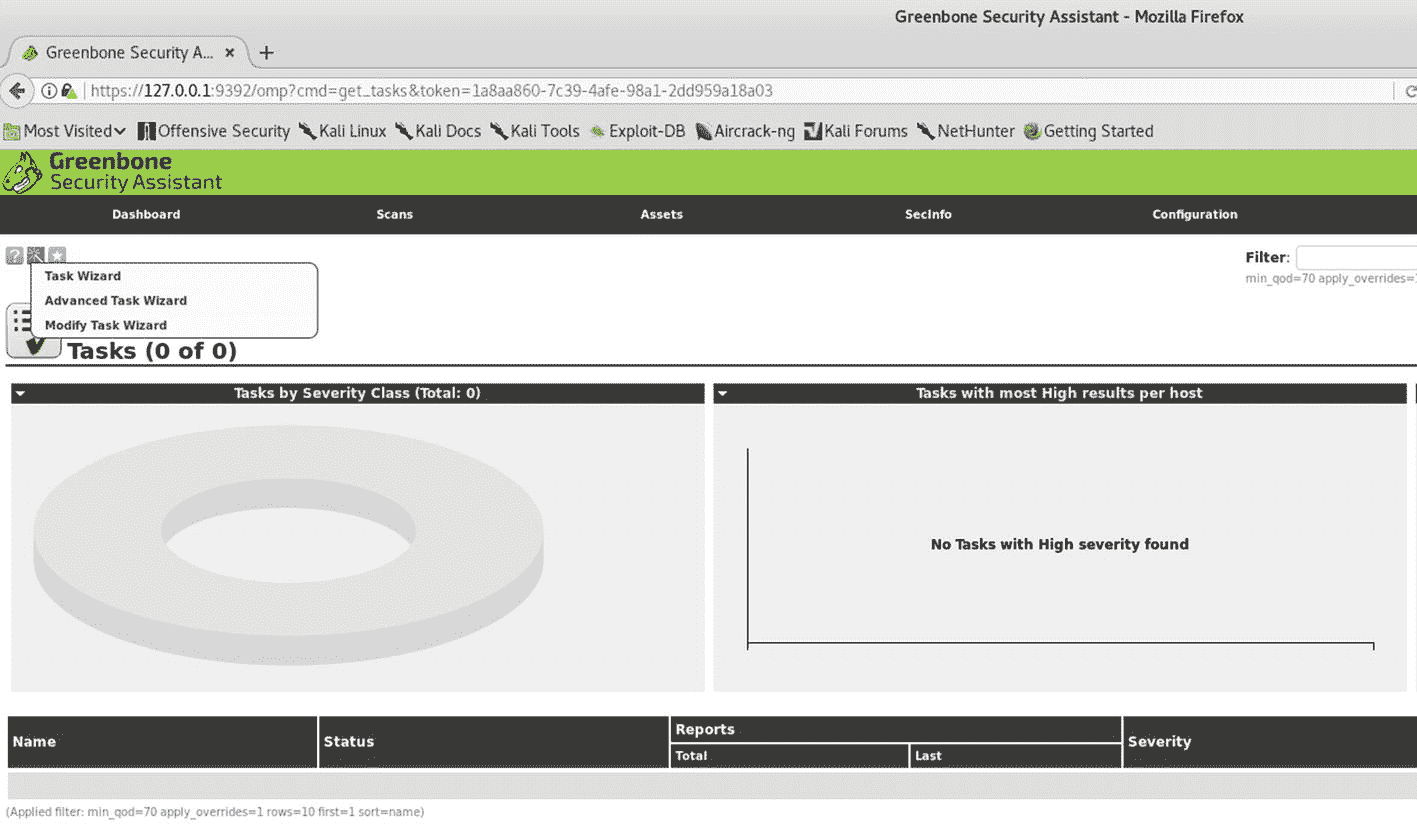 Greenbone Security Assistant - Mozilla Firefox
Greenbone Security A...
https://127.0.0.1:9392/omp?cmd=get_tasks&token=1a8aa860-7c39-4afe-98a1-2dd959a18a03
Most Visited Offensive Security Kali Linux Kali Docs Kali Tools Exploit-DB Aircrack-ng Kali Forums NetHunter Getting Started
Greenbone
Security Assistant
Dashboard Scans Assets SecInfo Configuration
Filter:
min_qod=70 apply_overrides=
Task Wizard
Advanced Task Wizard
Modify Task Wizard
Tasks (0 of 0)
Tasks by Severity Class (Total: 0) Tasks with most High results per host
No Tasks with High severity found
Name Status Reports Severity
Total Last
(Applied filter: min_qod=70 apply_overrides=1 rows=10 first=1 sort=name)